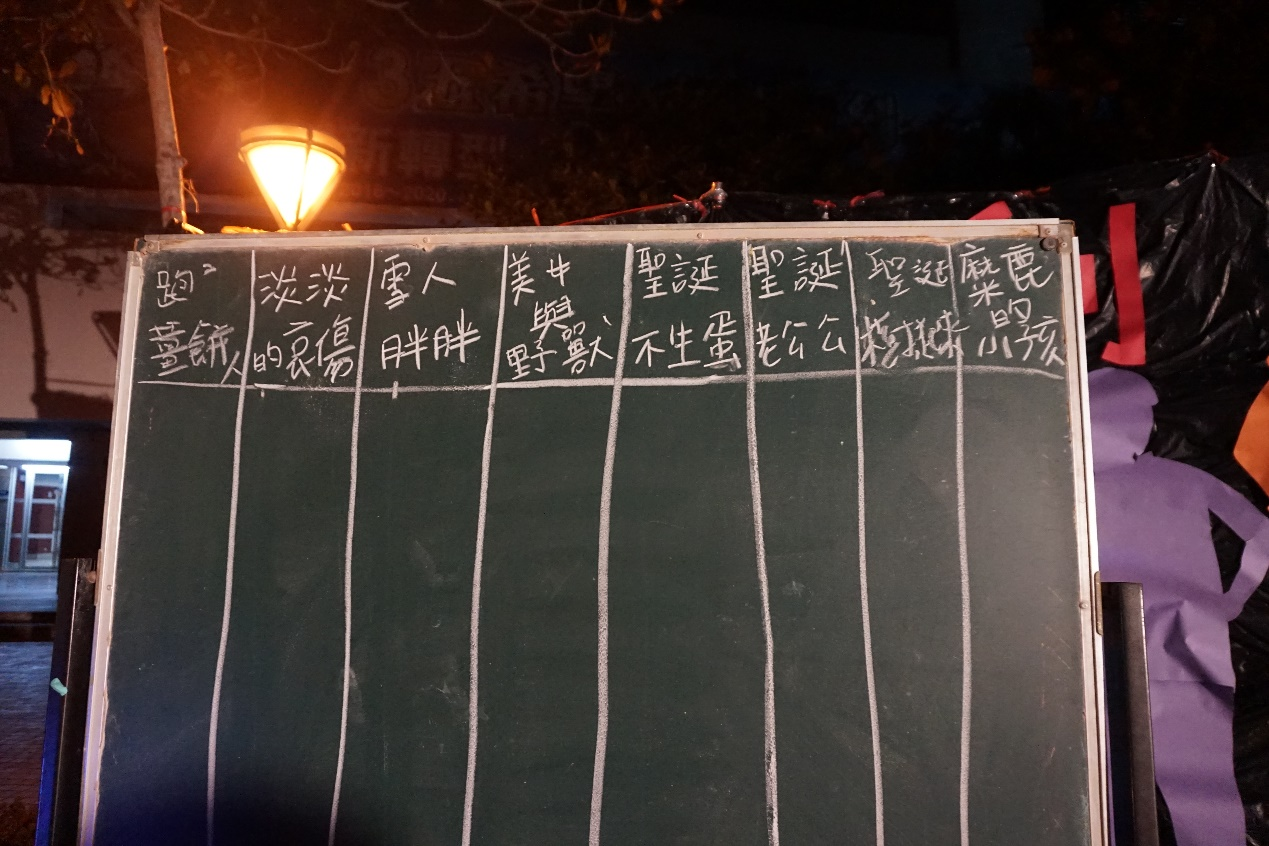 跑²
薑餅人
淡淡
的哀傷
雪人
胖胖
美女
與
野獸
聖誕
不生蛋
聖誕
老公公
聖誕
麋鹿
的
小孩